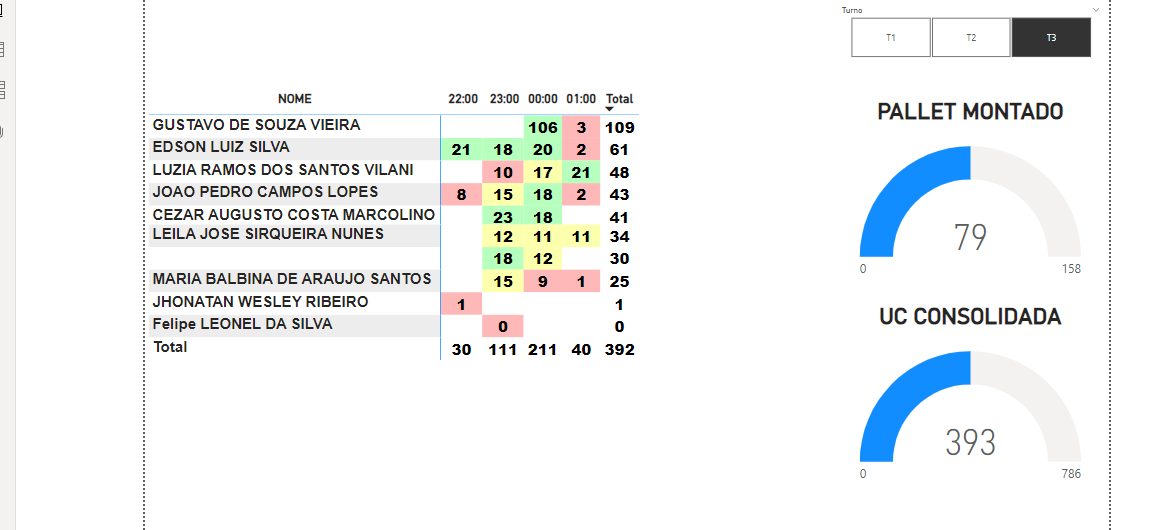 Turno
T1 T2 T3
NOME 22:00 23:00 00:00 01:00 Total
GUSTAVO DE SOUZA VIEIRA 106 3 109
EDSON LUIZ SILVA 21 18 20 2 61
LUZIA RAMOS DOS SANTOS VILANI 10 17 21 48
JOAO PEDRO CAMPOS LOPES 8 15 18 2 43
CEZAR AUGUSTO COSTA MARCOLINO 23 18 41
LEILA JOSE SIRQUEIRA NUNES 12 11 11 34
18 12 30
MARIA BALBINA DE ARAUJO SANTOS 15 9 1 25
JHONATAN WESLEY RIBEIRO 1 1
Felipe LEONEL DA SILVA 0 0
Total 30 111 211 40 392
PALLET MONTADO
79
0 158
UC CONSOLIDADA
393
0 786